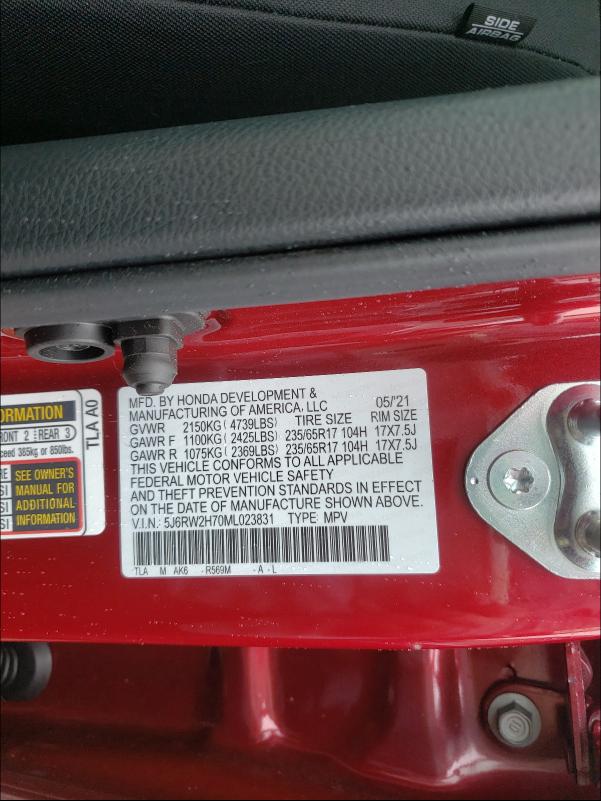 SIDE
AIRBAG
MFD. BY HONDA DEVELOPMENT &
MANUFACTURING OF AMERICA, LLC 05/'21
GVWR 2150KG ( 4739LBS) TIRE SIZE RIM SIZE
GAWR F 1100KG ( 2425LBS) 235/65R17 104H 17X7.5J
GAWR R 1075KG ( 2369LBS) 235/65R17 104H 17X7.5J
THIS VEHICLE CONFORMS TO ALL APPLICABLE
FEDERAL MOTOR VEHICLE SAFETY
AND THEFT PREVENTION STANDARDS IN EFFECT
ON THE DATE OF MANUFACTURE SHOWN ABOVE.
V.I.N.: 5J6RW2H70ML023831 TYPE: MPV
TLA M AK6 -R569M -A-L
FORMATION
RONT 2 REAR 3
xceed 385kg or 850lbs.
SEE OWNER'S
MANUAL FOR
ADDITIONAL
INFORMATION
TLA A0